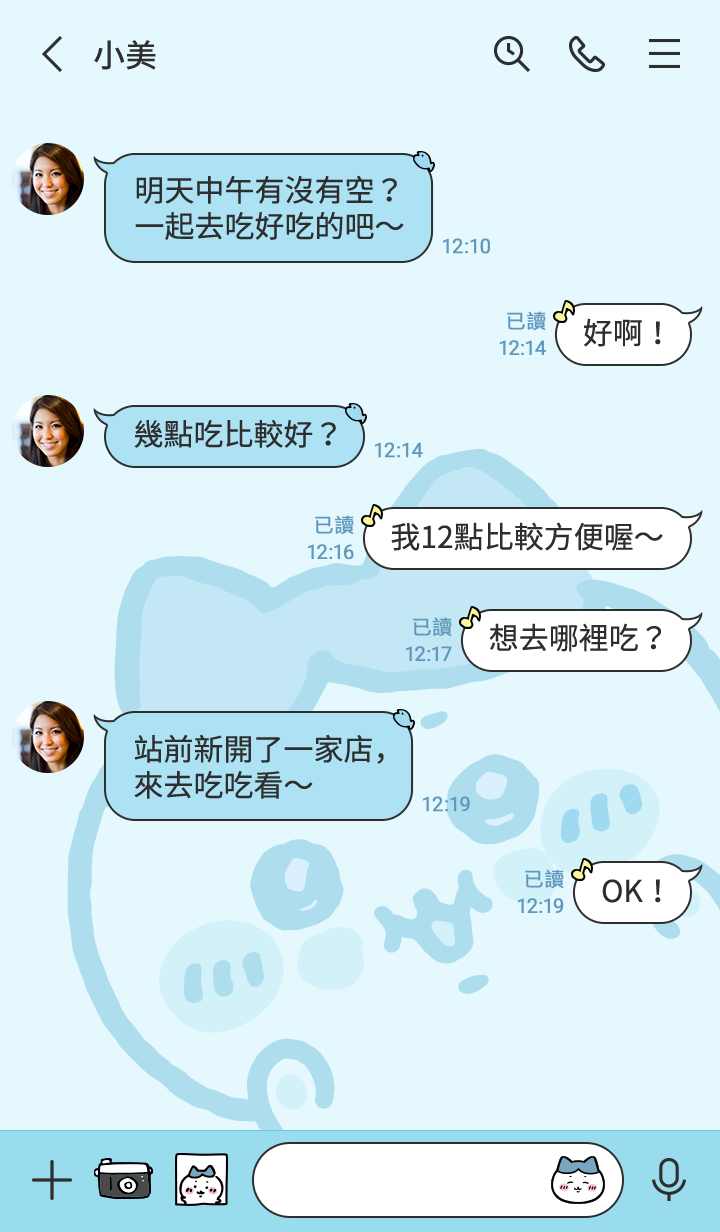 小美
明天中午有沒有空？
一起去吃好吃的吧～
12:10
已讀
12:14
好啊！
幾點吃比較好？
12:14
已讀
12:16
我12點比較方便喔～
已讀
12:17
想去哪裡吃？
站前新開了一家店，
來去吃吃看～
12:19
已讀
12:19
OK！